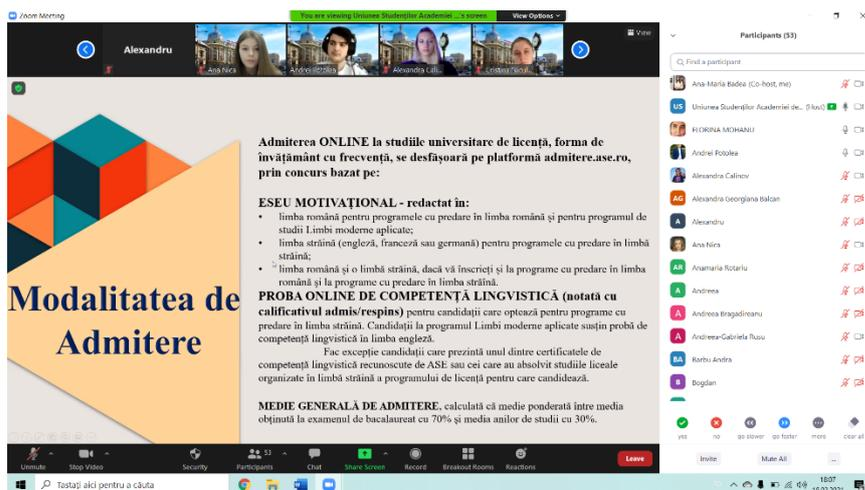 Zoom Meeting
You are viewing Uniunea Studenților Academiei ...'s screen
View Options
View
Alexandru
Ana Nica
Andrei Potolea
Alexandra Cali...
Modalitatea de
Admitere
Admiterea ONLINE la studiile universitare de licență, forma de
învățământ cu frecvență, se desfășoară pe platformă admitere.ase.ro,
prin concurs bazat pe:
ESEU MOTIVAȚIONAL - redactat în:
• limba română pentru programele cu predare în limba română și pentru programul de
studii Limbi moderne aplicate;
• limba străină (engleză, franceză sau germană) pentru programele cu predare în limbă
străină;
• limba română și o limbă străină, dacă vă înscrieți și la programe cu predare în limba
română și la programe cu predare în limbă străină.
PROBA ONLINE DE COMPETENȚĂ LINGVISTICĂ (notată cu
calificativul admis/respins) pentru candidații care optează pentru programe cu
predare în limba străină. Candidații la programul Limbi moderne aplicate susțin probă de
competență lingvistică în limba engleză.
Fac excepție candidații care prezintă unul dintre certificatele de
competență lingvistică recunoscute de ASE sau cei care au absolvit studiile liceale
organizate în limbă străină a programului de licență pentru care candidează.
MEDIE GENERALĂ DE ADMITERE, calculată că medie ponderată între media
obținută la examenul de bacalaureat cu 70% și media anilor de studii cu 30%.
Participants (53)
Find a participant
Ana-Maria Badea (Co-host, me)
US Uniunea Studenților Academiei de... (Host)
FLORINA MOHANU
Andrei Potolea
Alexandra Calinov
AG Alexandra Georgiana Balcan
A Alexandru
Ana Nica
AR Anamaria Rotariu
A Andreea
A Andreea Bragadireanu
A Andreea-Gabriela Rusu
BA Barbu Andra
B Bogdan
yes no go slower go faster more clear all
Invite Mute All ...
Unmute Stop Video Security Participants 53 Chat Share Screen Record Breakout Rooms Reactions Leave
Tastați aici pentru a căuta
18:07